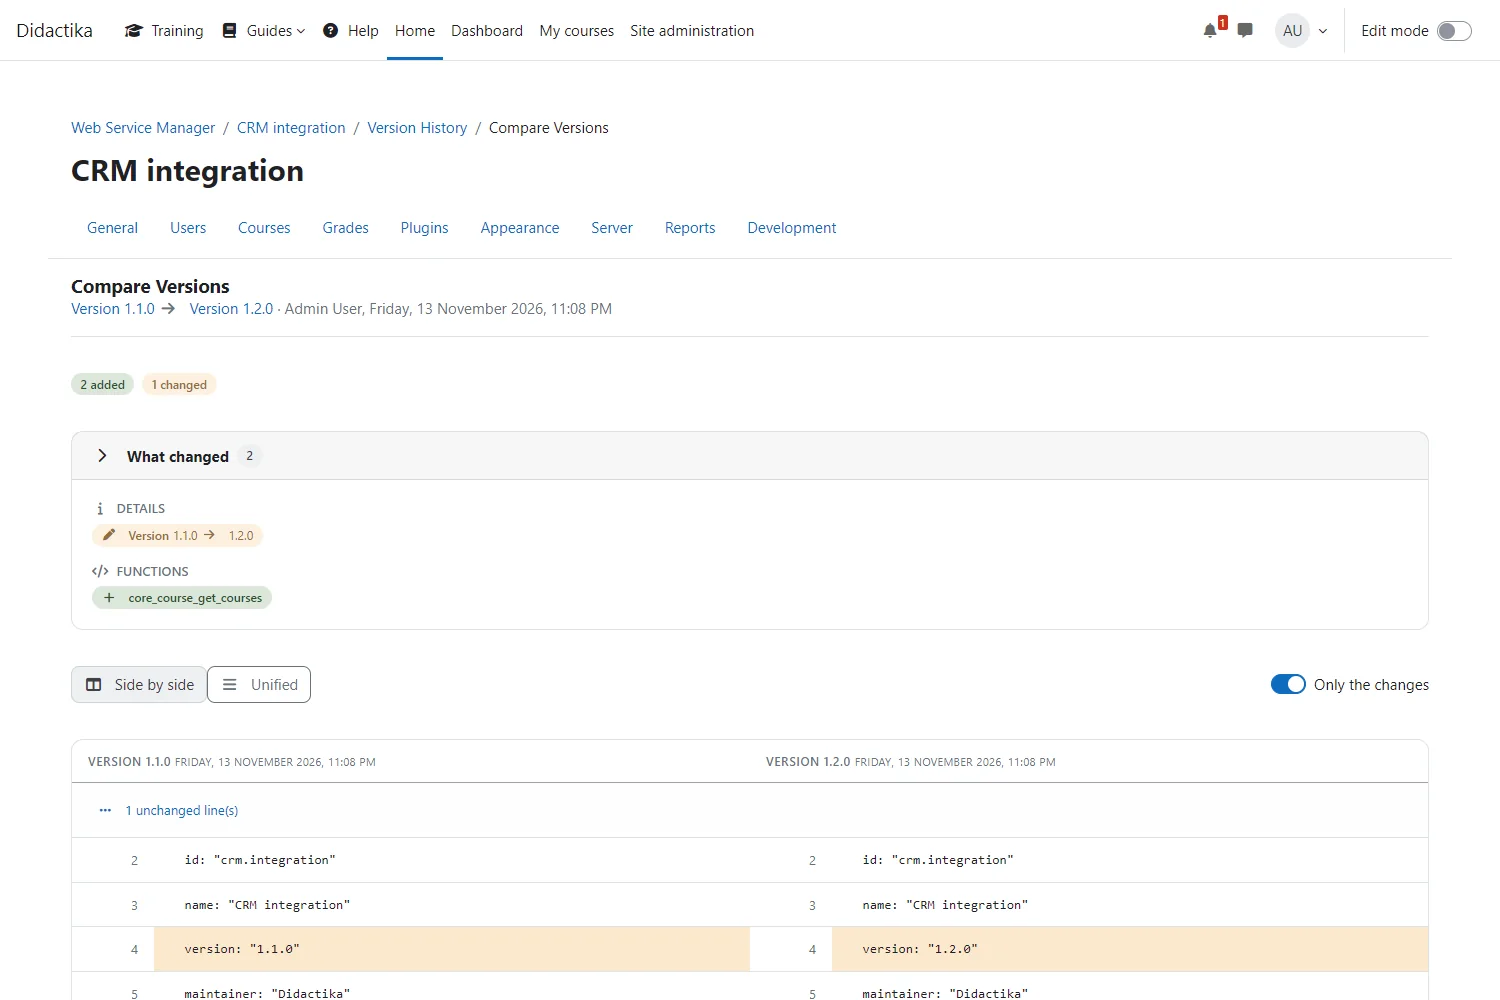 Didactika Training Guides Help Home Dashboard My courses Site administration 1 AU Edit mode
Web Service Manager / CRM integration / Version History / Compare Versions
CRM integration
General Users Courses Grades Plugins Appearance Server Reports Development
Compare Versions
Version 1.1.0 → Version 1.2.0 · Admin User, Friday, 13 November 2026, 11:08 PM
2 added 1 changed
What changed 2
DETAILS
Version 1.1.0 → 1.2.0
FUNCTIONS
+ core_course_get_courses
Side by side Unified Only the changes
VERSION 1.1.0 FRIDAY, 13 NOVEMBER 2026, 11:08 PM VERSION 1.2.0 FRIDAY, 13 NOVEMBER 2026, 11:08 PM
1 unchanged line(s)
2 id: "crm.integration" 2 id: "crm.integration"
3 name: "CRM integration" 3 name: "CRM integration"
4 version: "1.1.0" 4 version: "1.2.0"
5 maintainer: "Didactika" 5 maintainer: "Didactika"